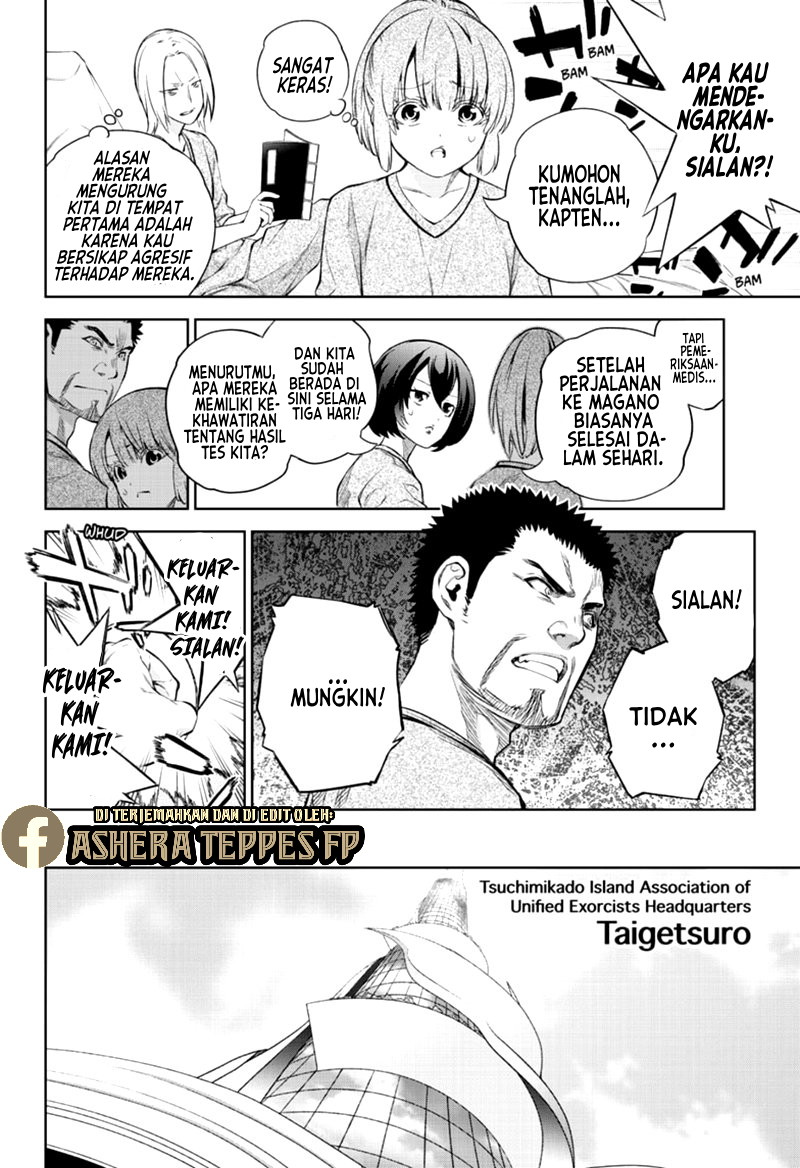 APA KAU
MENDE-
NGARKAN-
KU,
SIALAN?!
BAM
BAM
BAM
BAM
KUMOHON
TENANGLAH,
KAPTEN...
SANGAT
KERAS!
ALASAN
MEREKA
MENGURUNG
KITA DI TEMPAT
PERTAMA ADALAH
KARENA KAU
BERSIKAP AGRESIF
TERHADAP MEREKA.
TAPI
PEME-
RIKSAAN
MEDIS...
SETELAH
PERJALANAN
KE MAGANO
BIASANYA
SELESAI DA-
LAM SEHARI.
DAN KITA
SUDAH
BERADA DI
SINI SELAMA
TIGA HARI!
MENURUTMU,
APA MEREKA
MEMILIKI KE-
KHAWATIRAN
TENTANG HASIL
TES KITA?
SIALAN!
TIDAK
...
...
MUNGKIN!
WHUD
KELUAR-
KAN
KAMI!
SIALAN!
KELUAR-
KAN
KAMI!
f
DI TERJEMAHKAN DAN DI EDIT OLEH:
ASHERA TEPPES FP
Tsuchimikado Island Association of
Unified Exorcists Headquarters
Taigetsuro